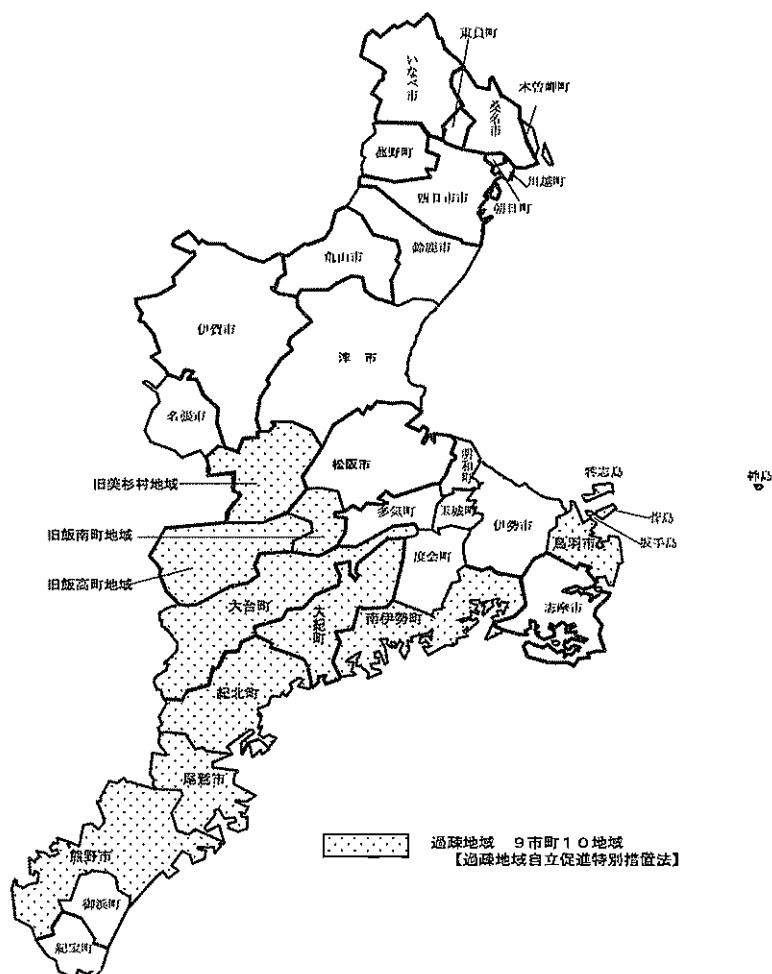 東員町
いなべ市
木曽岬町
桑名市
菰野町
川越町
四日市市
朝日町
鈴鹿市
亀山市
伊賀市
津 市
名張市
松阪市
明和町
答志島
神島
旧美杉村地域
多気町
玉城町
伊勢市
菅島
旧飯南町地域
鳥羽市
坂手島
度会町
旧飯高町地域
大台町
大紀町
南伊勢町
志摩市
紀北町
尾鷲市
過疎地域 9市町10地域
【過疎地域自立促進特別措置法】
熊野市
御浜町
紀宝町